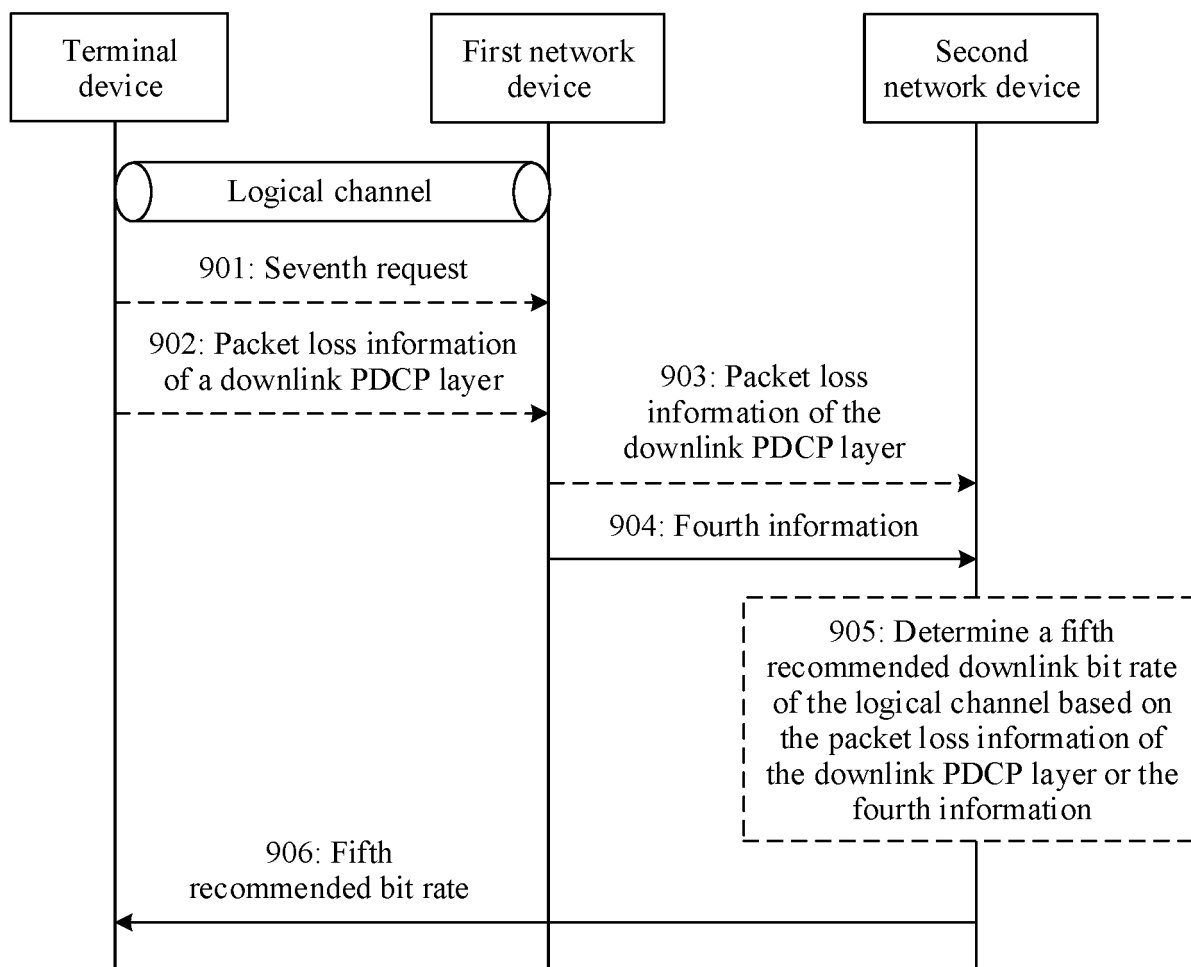 Terminal
device
First network
device
Second
network device
Logical channel
901: Seventh request
902: Packet loss information
of a downlink PDCP layer
903: Packet loss
information of the
downlink PDCP layer
904: Fourth information
905: Determine a fifth
recommended downlink bit rate
of the logical channel based on
the packet loss information of
the downlink PDCP layer or the
fourth information
906: Fifth
recommended bit rate